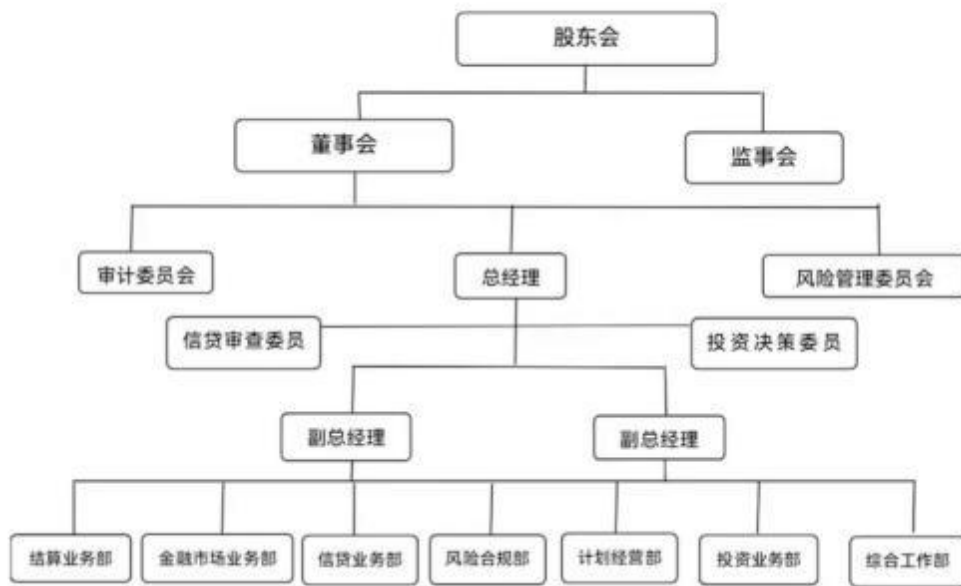 股东会
董事会
监事会
审计委员会
总经理
风险管理委员会
信贷审查委员
投资决策委员
副总经理
副总经理
结算业务部
金融市场业务部
信贷业务部
风险合规部
计划经营部
投资业务部
综合工作部